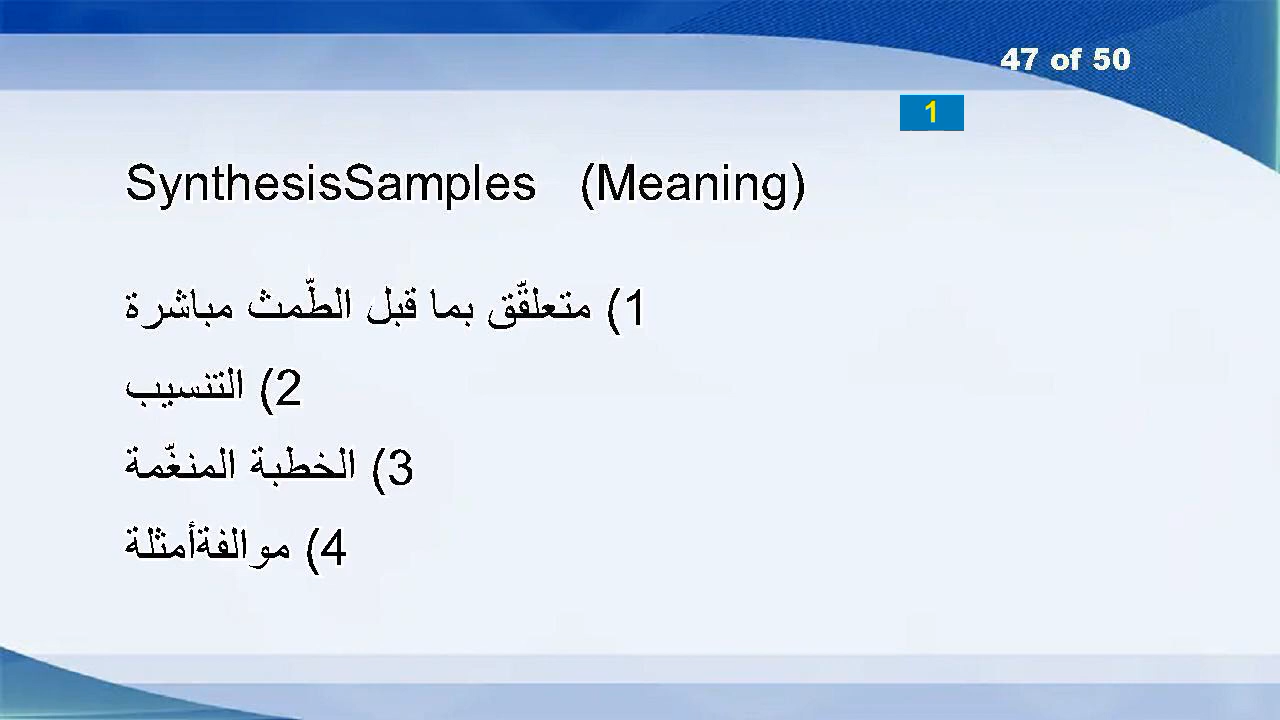 47 of 50
1
SynthesisSamples (Meaning)
1) متعلقّق بما قبل الطّمث مباشرة
2) التنسيب
3) الخطبة المنغّمة
4) موالفةأمثلة